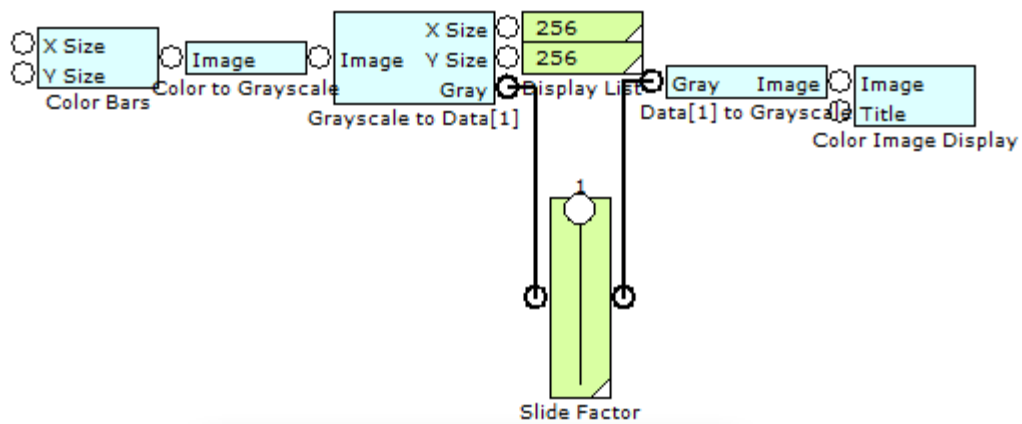 X Size
Y Size
Color Bars
Image
Color to Grayscale
X Size
Image Y Size
Gray
Grayscale to Data[1]
256
256
Display List
Gray Image
Data[1] to Grayscale
Image
Title
Color Image Display
1
Slide Factor